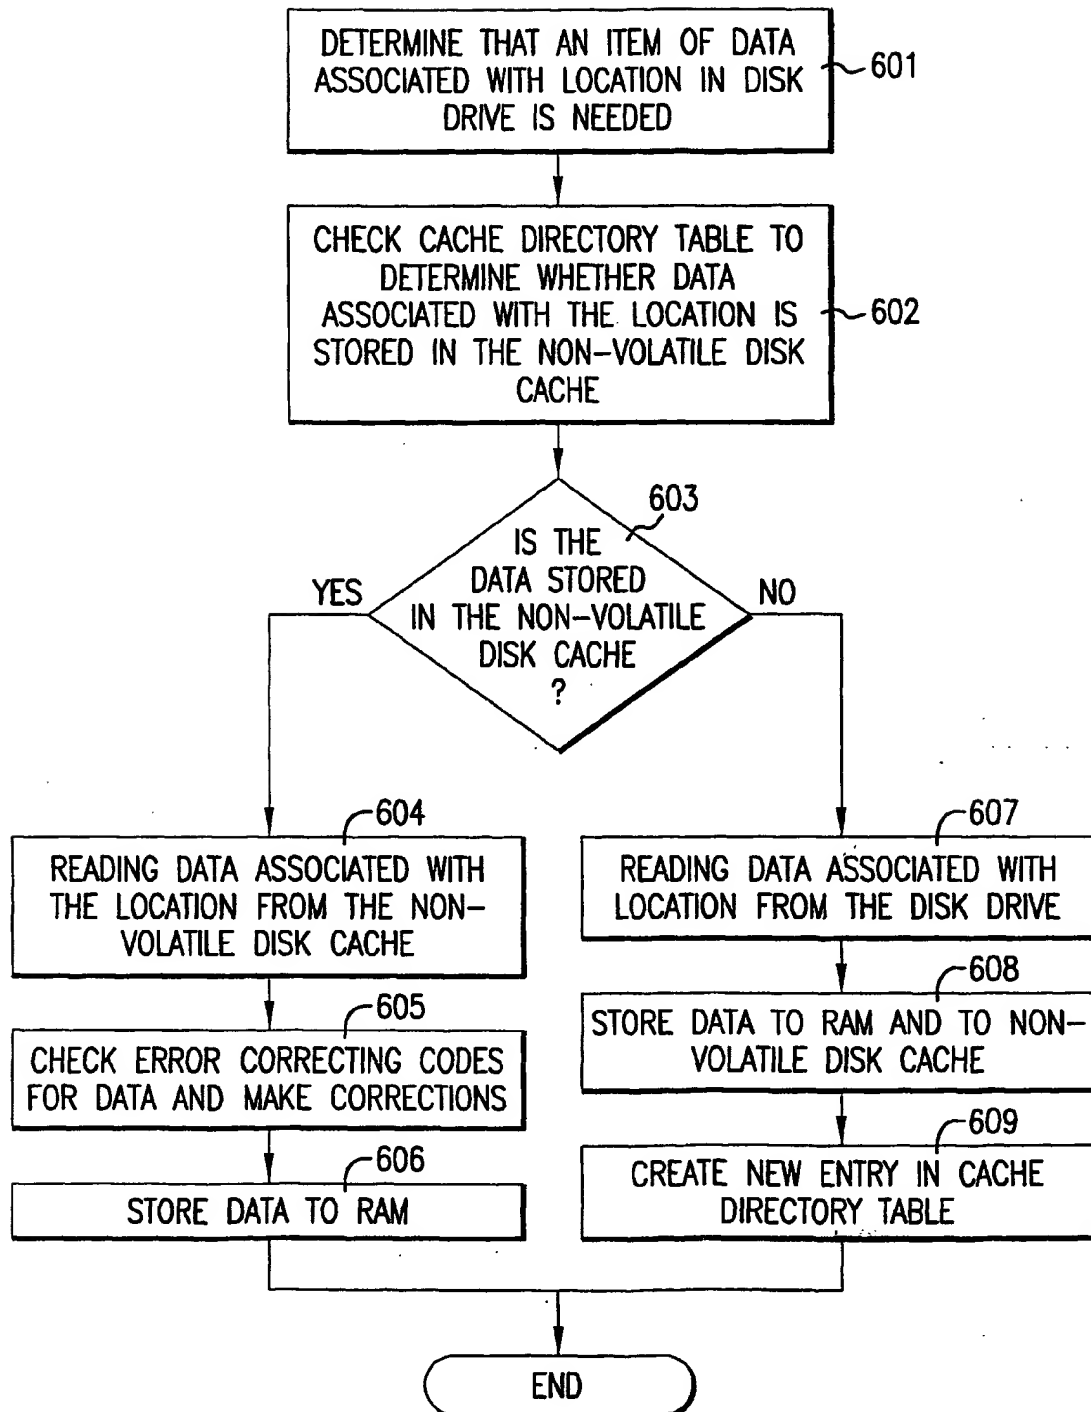 DETERMINE THAT AN ITEM OF DATA
ASSOCIATED WITH LOCATION IN DISK
DRIVE IS NEEDED
601
CHECK CACHE DIRECTORY TABLE TO
DETERMINE WHETHER DATA
ASSOCIATED WITH THE LOCATION IS
STORED IN THE NON-VOLATILE DISK
CACHE
602
603
IS THE
DATA STORED
IN THE NON-VOLATILE
DISK CACHE
?
YES
NO
604
READING DATA ASSOCIATED WITH
THE LOCATION FROM THE NON-
VOLATILE DISK CACHE
605
CHECK ERROR CORRECTING CODES
FOR DATA AND MAKE CORRECTIONS
606
STORE DATA TO RAM
607
READING DATA ASSOCIATED WITH
LOCATION FROM THE DISK DRIVE
608
STORE DATA TO RAM AND TO NON-
VOLATILE DISK CACHE
609
CREATE NEW ENTRY IN CACHE
DIRECTORY TABLE
END